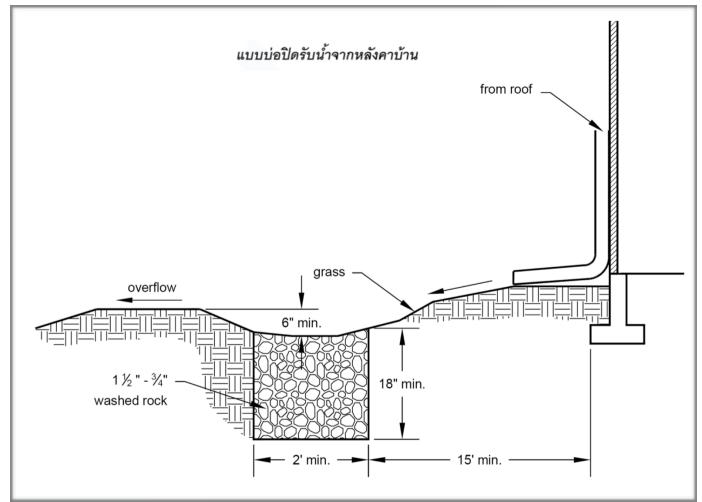 แบบบ่อปิดรับน้ำจากหลังคาบ้าน
from roof
grass
overflow
6" min.
1 ½ " - ¾"
washed rock
18" min.
2' min.
15' min.